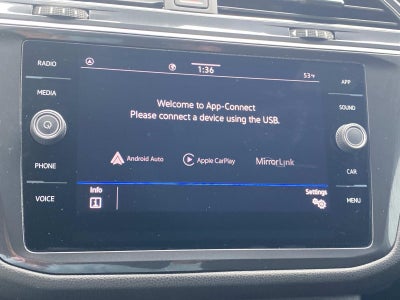 RADIO
MEDIA
PHONE
VOICE
1:36
53°F
Welcome to App-Connect
Please connect a device using the USB.
Android Auto
Apple CarPlay
MirrorLink
Info
Settings
APP
SOUND
CAR
MENU